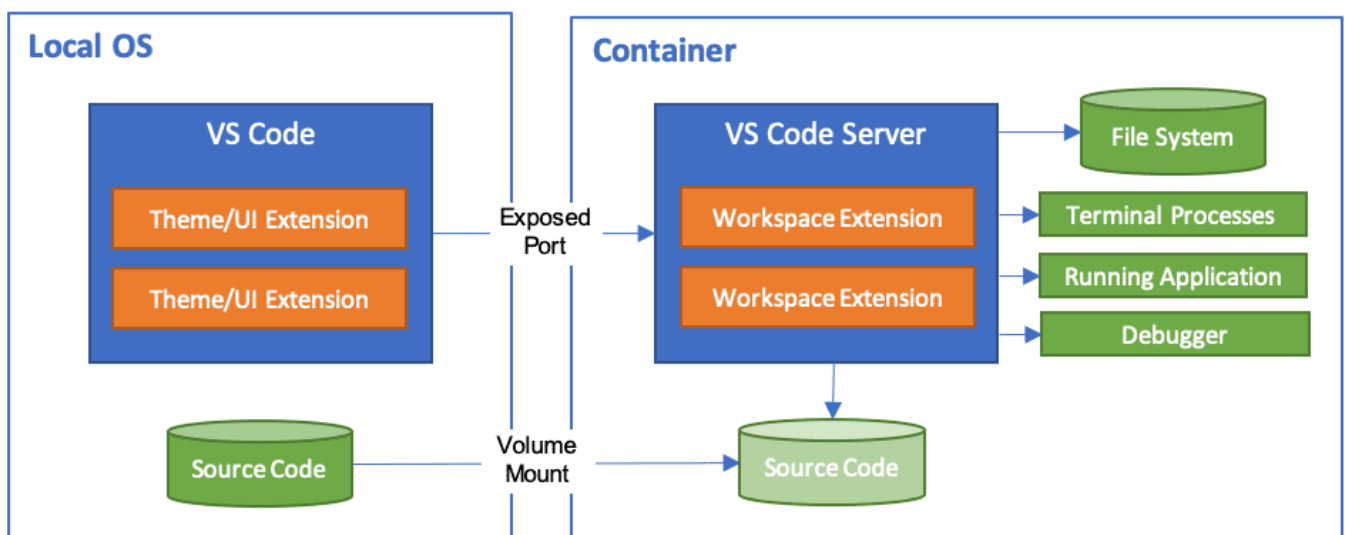 Local OS
VS Code
Theme/UI Extension
Theme/UI Extension
Source Code
Exposed
Port
Volume
Mount
Container
VS Code Server
Workspace Extension
Workspace Extension
File System
Terminal Processes
Running Application
Debugger
Source Code